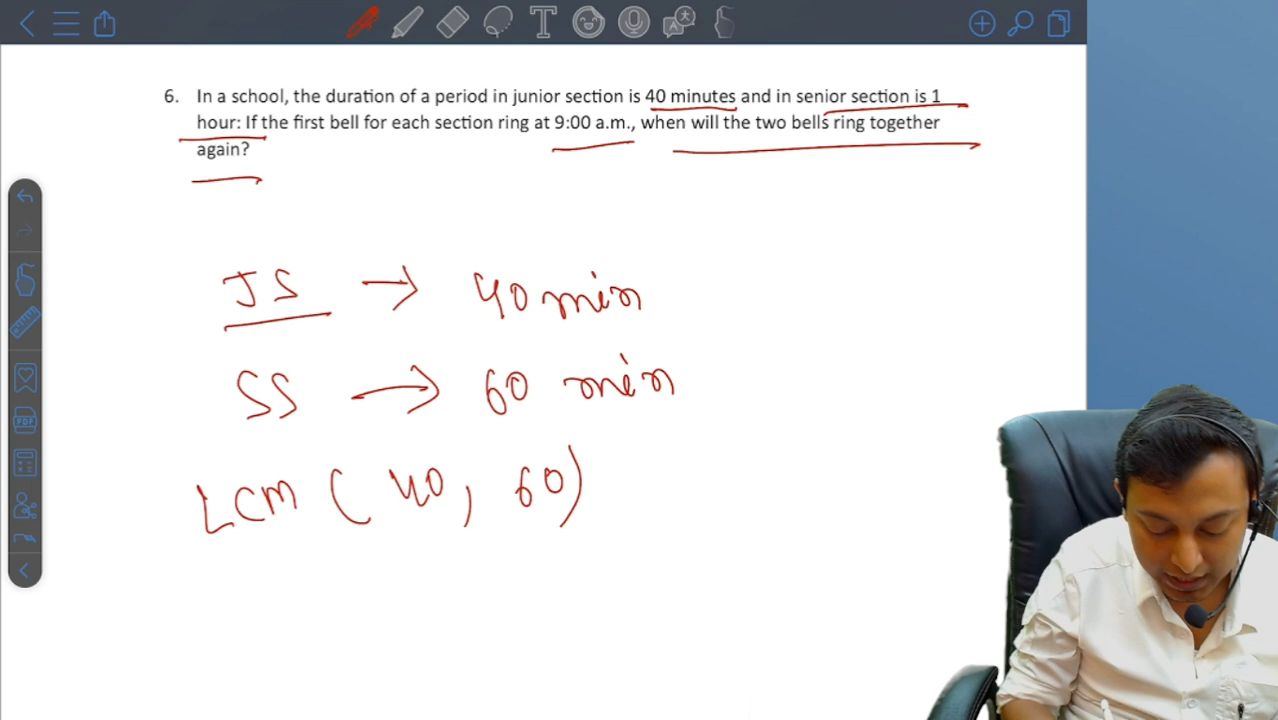 6. In a school, the duration of a period in junior section is 40 minutes and in senior section is 1
hour: If the first bell for each section ring at 9:00 a.m., when will the two bells ring together
again?
JS → 40 min
SS → 60 min
LCM ( 40, 60)
PDF